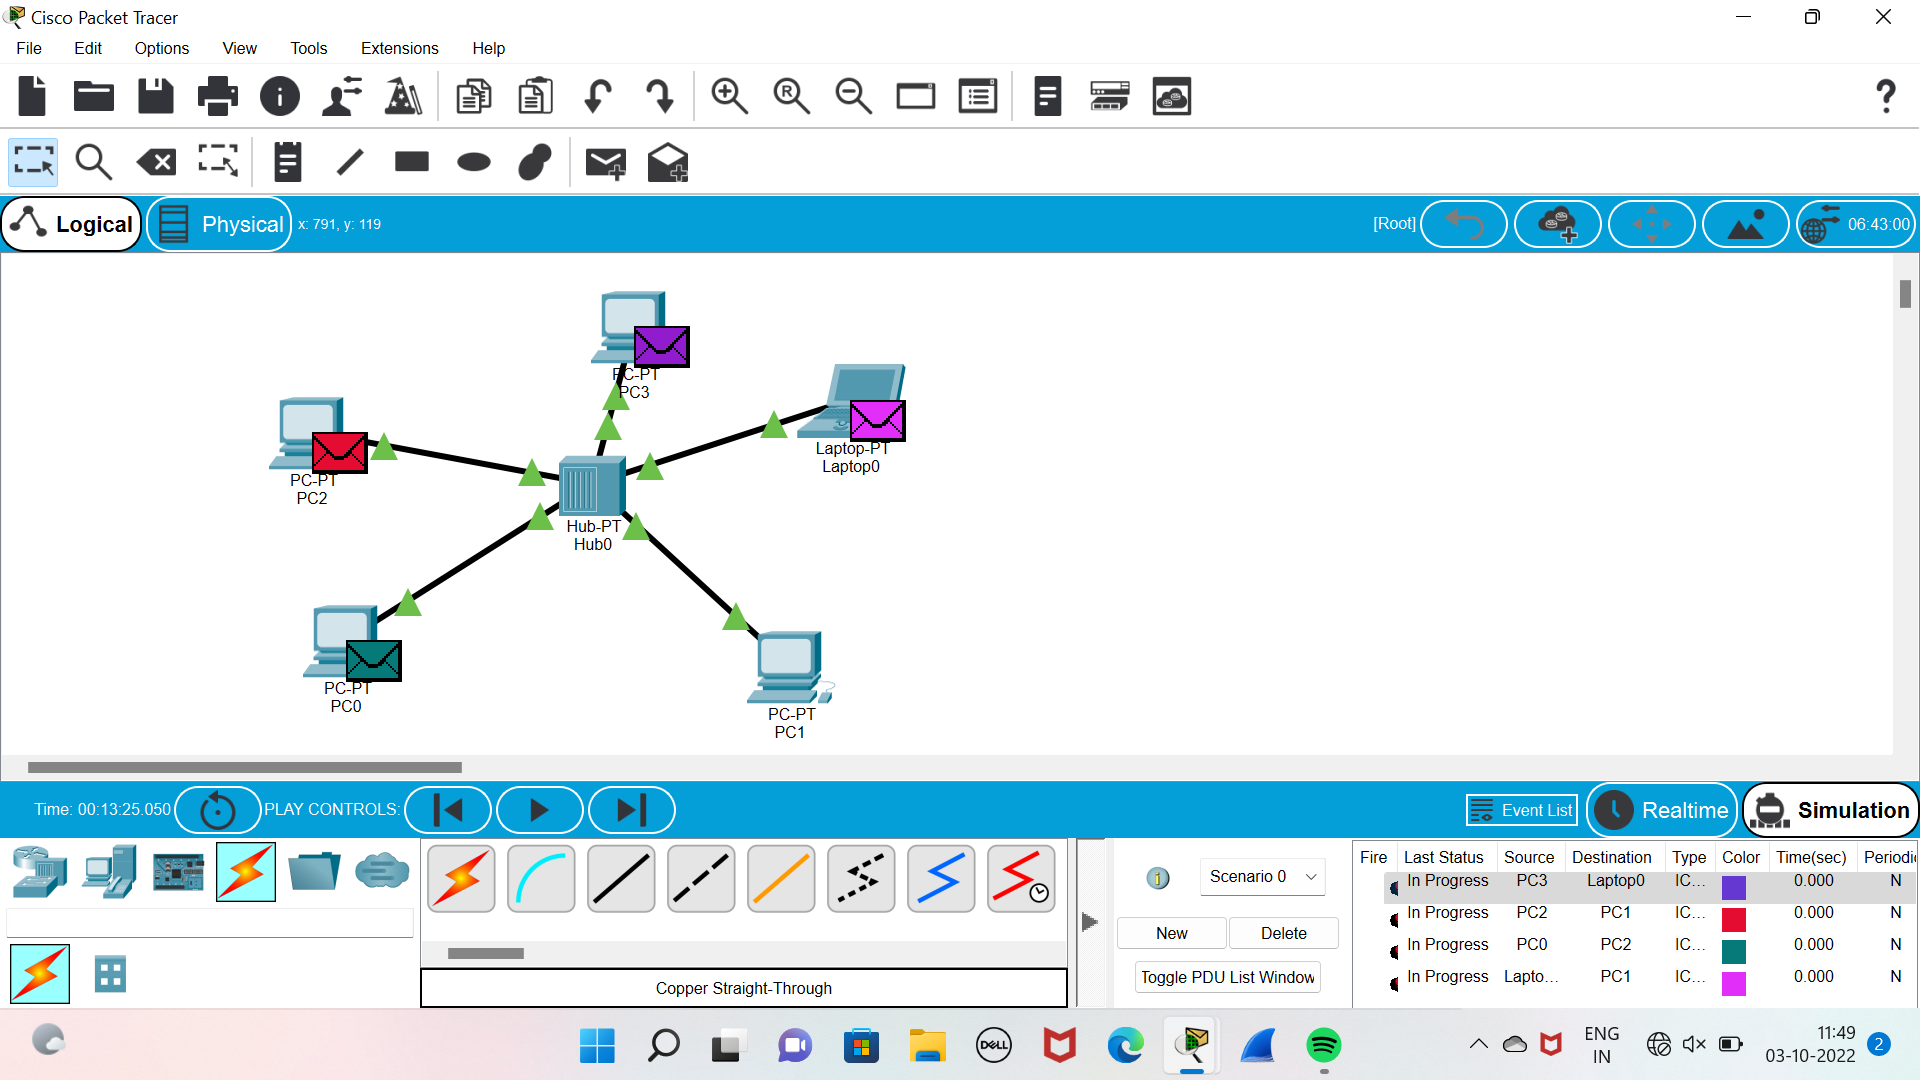 Cisco Packet Tracer
File Edit Options View Tools Extensions Help
Logical Physical x: 791, y: 119 [Root] 06:43:00
PC-PT
PC3
Laptop-PT
Laptop0
PC-PT
PC2
Hub-PT
Hub0
PC-PT
PC0
PC-PT
PC1
Time: 00:13:25.050 PLAY CONTROLS: Event List Realtime Simulation
Fire Last Status Source Destination Type Color Time(sec) Periodi
In Progress PC3 Laptop0 IC... 0.000 N
In Progress PC2 PC1 IC... 0.000 N
In Progress PC0 PC2 IC... 0.000 N
In Progress Lapto... PC1 IC... 0.000 N
Scenario 0
New Delete
Toggle PDU List Window
Copper Straight-Through
DELL
ENG
IN
11:49
03-10-2022
2